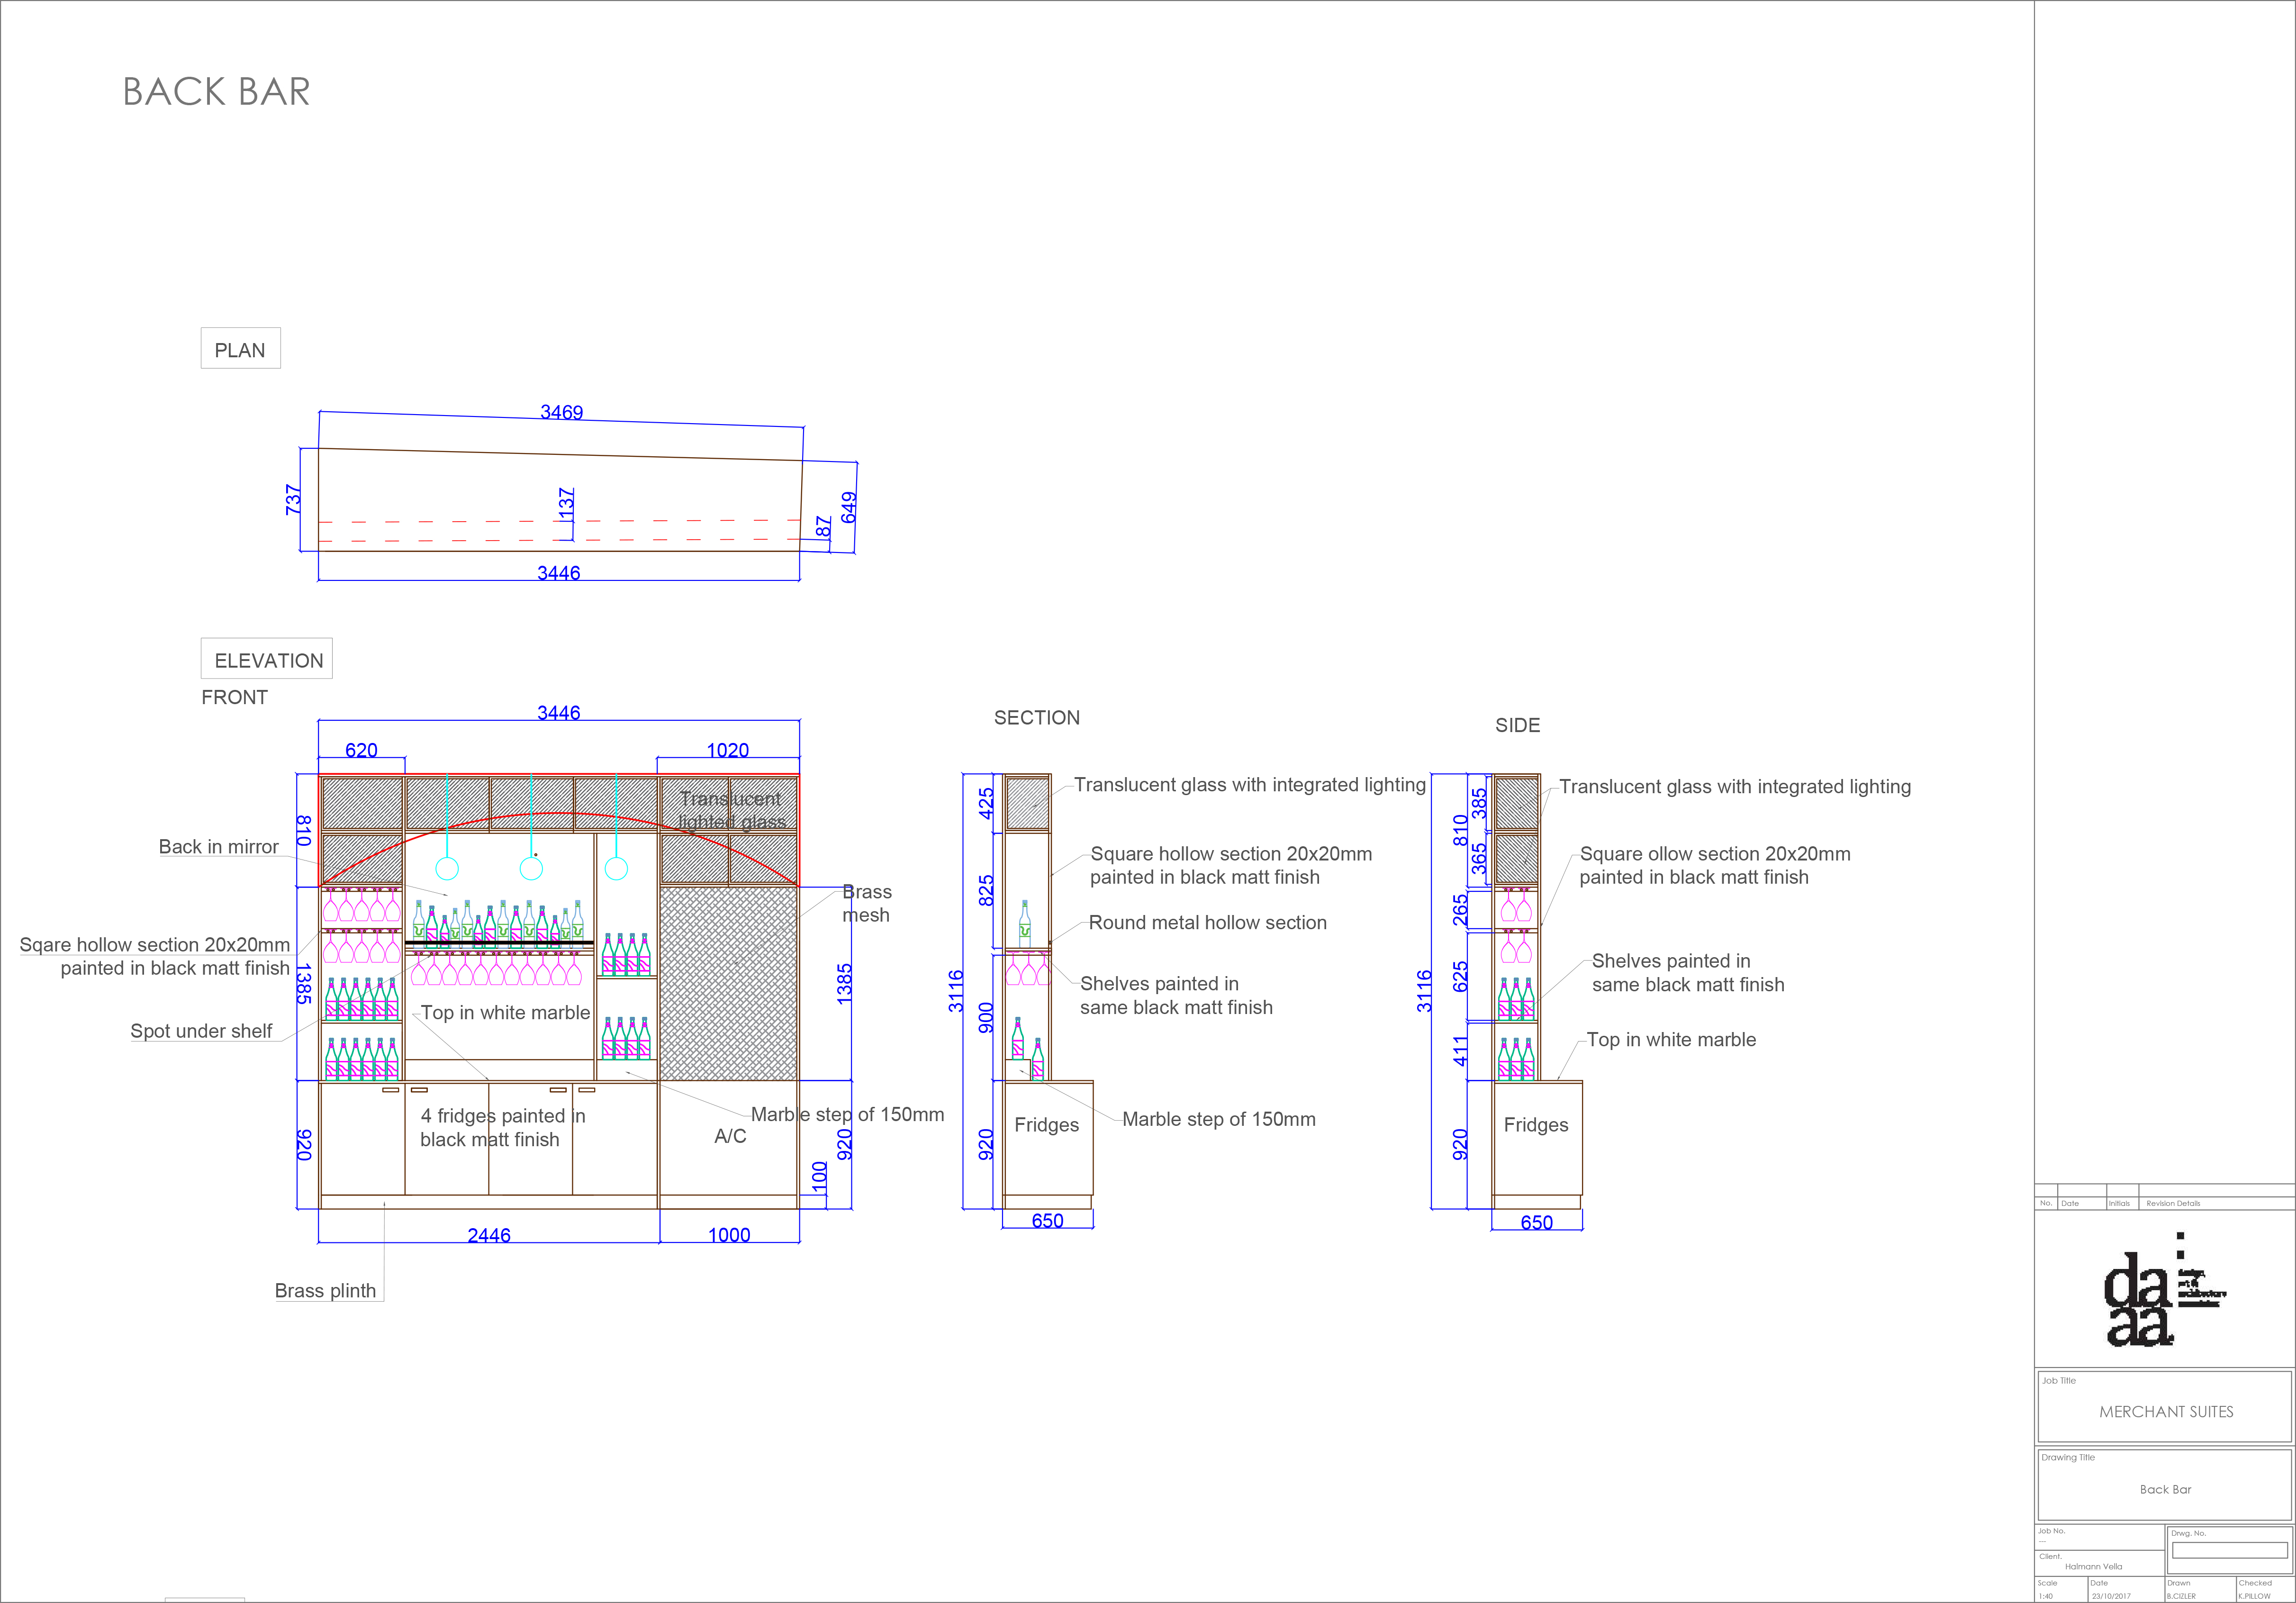 BACK BAR
PLAN
3469
737
137
87
649
3446
ELEVATION
FRONT
3446
620
1020
810
1385
920
Translucent
lighted glass
Back in mirror
Sqare hollow section 20x20mm
painted in black matt finish
Spot under shelf
Top in white marble
4 fridges painted in
black matt finish
A/C
Brass
mesh
1385
Marble step of 150mm
920
100
2446
1000
Brass plinth
SECTION
3116
425
825
900
920
Translucent glass with integrated lighting
Square hollow section 20x20mm
painted in black matt finish
Round metal hollow section
Shelves painted in
same black matt finish
Marble step of 150mm
Fridges
650
SIDE
3116
810
385
365
265
625
411
920
Translucent glass with integrated lighting
Square ollow section 20x20mm
painted in black matt finish
Shelves painted in
same black matt finish
Top in white marble
Fridges
650
No. Date Initials Revision Details
da
aa
Job Title
MERCHANT SUITES
Drawing Title
Back Bar
Job No.
---
Drwg. No.
Client.
Halmann Vella
Scale Date Drawn Checked
1:40 23/10/2017 B.CIZLER K.PILLOW